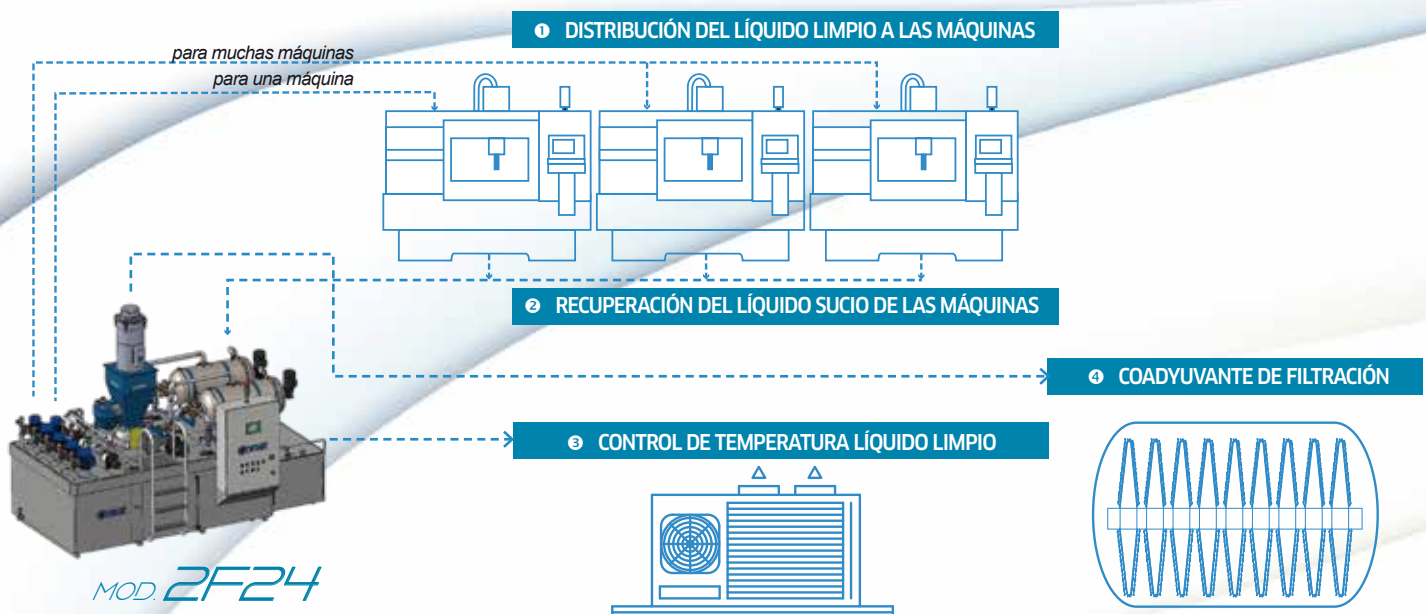 ❶ DISTRIBUCIÓN DEL LÍQUIDO LIMPIO A LAS MÁQUINAS
para muchas máquinas
para una máquina
❷ RECUPERACIÓN DEL LÍQUIDO SUCIO DE LAS MÁQUINAS
❹ COADYUVANTE DE FILTRACIÓN
❸ CONTROL DE TEMPERATURA LÍQUIDO LIMPIO
MOD. 2F24